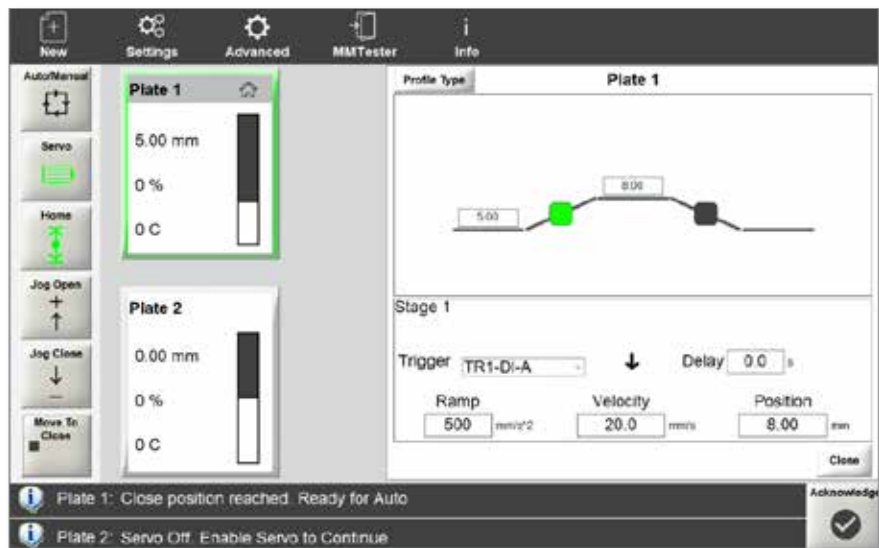 New Settings Advanced MMTester Info
Auto/Manual
Servo
Home
Jog Open
Jog Close
Move To
Close
Plate 1
5.00 mm
0 %
0 C
Plate 2
0.00 mm
0 %
0 C
Profile Type Plate 1
8.00
5.00
Stage 1
Trigger TR1-DI-A Delay 0.0 s
Ramp Velocity Position
500 mm/s^2 20.0 mm/s 8.00 mm
Close
Plate 1: Close position reached. Ready for Auto
Plate 2: Servo Off. Enable Servo to Continue
Acknowledge